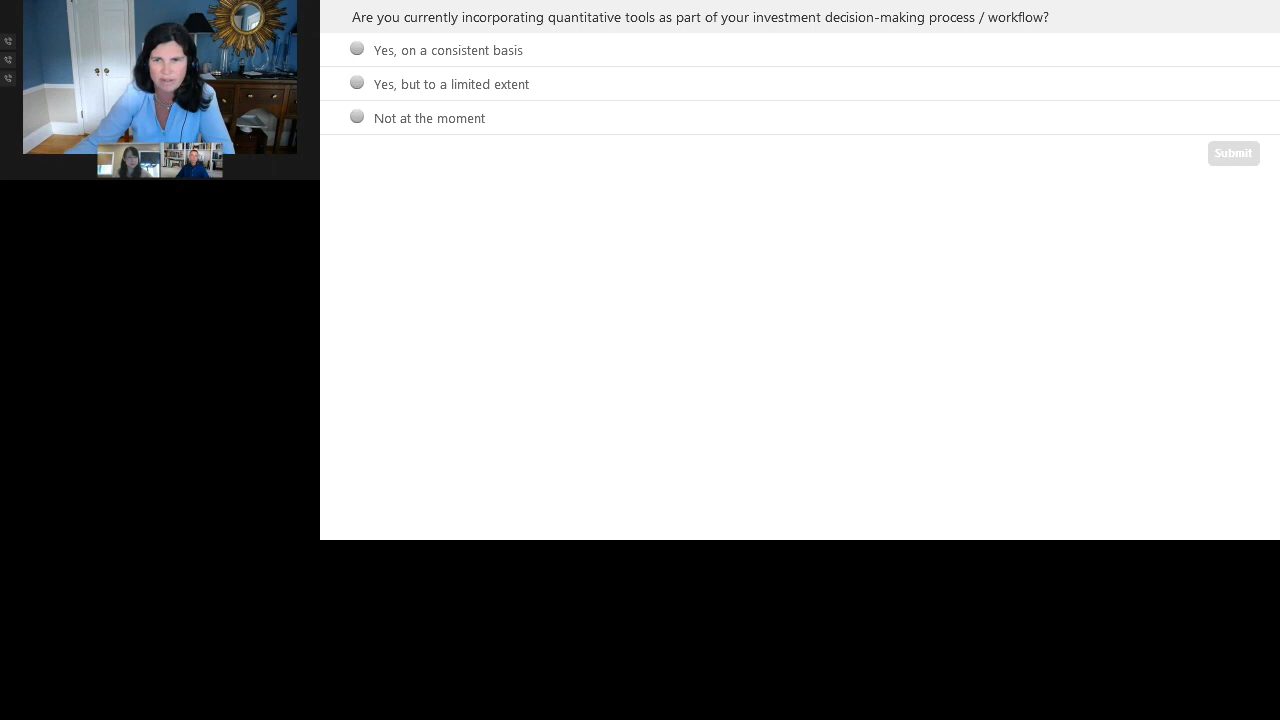 Are you currently incorporating quantitative tools as part of your investment decision-making process / workflow?
Yes, on a consistent basis
Yes, but to a limited extent
Not at the moment
Submit